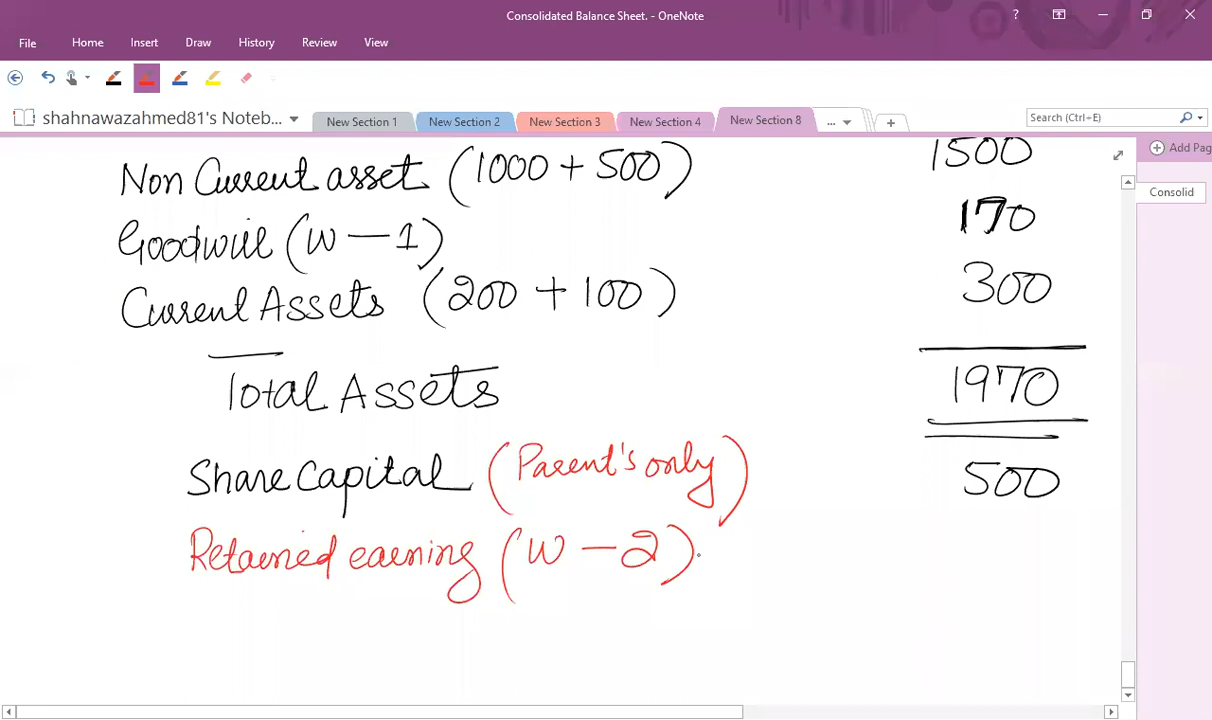 Consolidated Balance Sheet. - OneNote
?
File Home Insert Draw History Review View
shahnawazahmed81's Noteb... New Section 1 New Section 2 New Section 3 New Section 4 New Section 8 ... + Search (Ctrl+E)
Add Pag
Consolid
Non Current asset (1000 + 500) 1500
Goodwill (W-1) 170
Current Assets (200 + 100) 300
Total Assets 1970
Share Capital (Parent's only) 500
Retained earning (W-2)